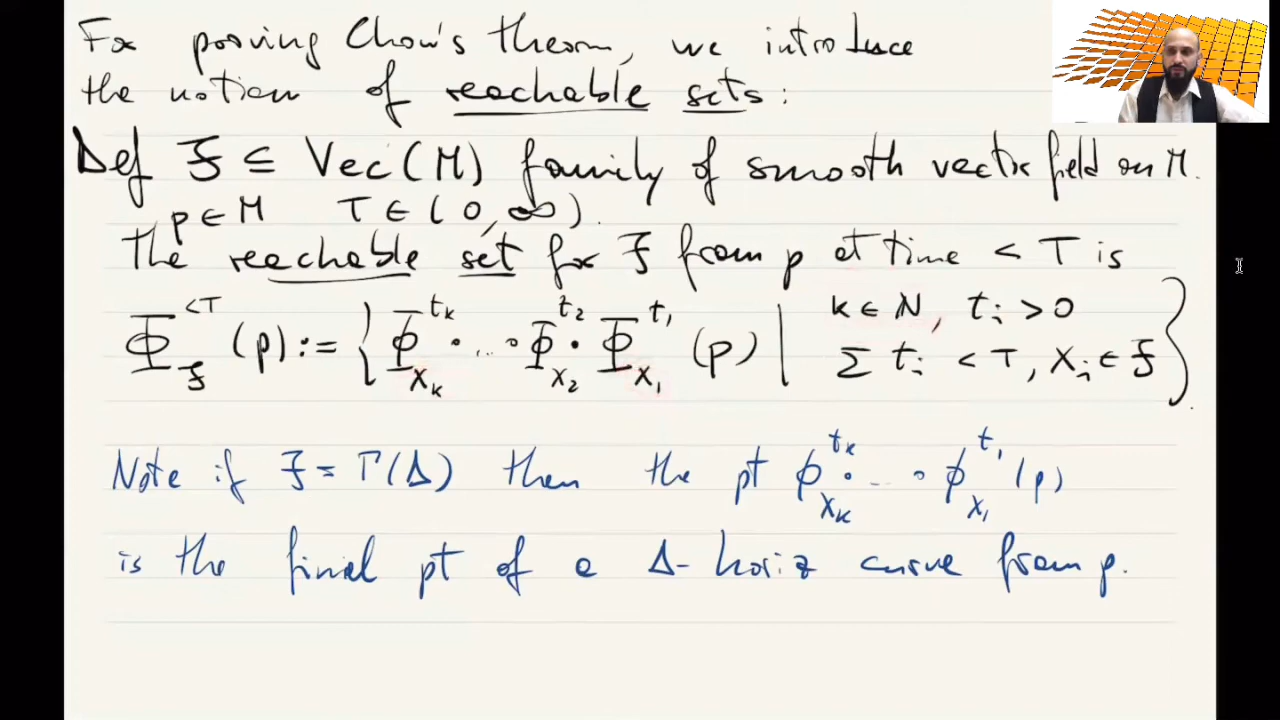 For proving Chow's theorem, we introduce
the notion of reachable sets:
Def 𝓕 ⊆ Vec(M) family of smooth vector field on M.
p ∈ M T ∈ (0, ∞).
The reachable set for 𝓕 from p at time < T is
Φ_𝓕^{<T} (p) := { Φ_{X_k}^{t_k} ∘ … ∘ Φ_{X_2}^{t_2} ∘ Φ_{X_1}^{t_1} (p) | k ∈ ℕ, t_i > 0 Σ t_i < T, X_i ∈ 𝓕 }.
Note if 𝓕 = Γ(Δ) then the pt Φ_{X_k}^{t_k} ∘ … ∘ Φ_{X_1}^{t_1} (p)
is the final pt of a Δ-horiz curve from p.